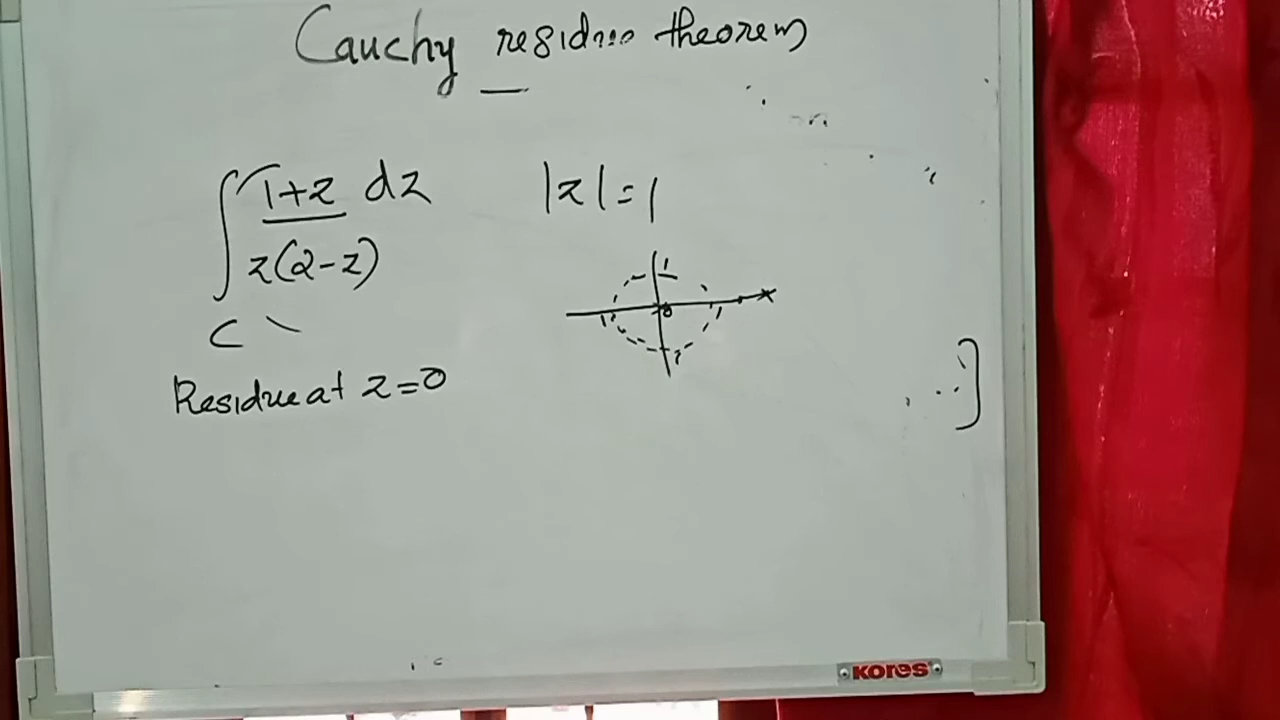 Cauchy residue theorem
∫ 1+z dz |z|=1
z(2-z)
C
Residue at z=0
KOReS